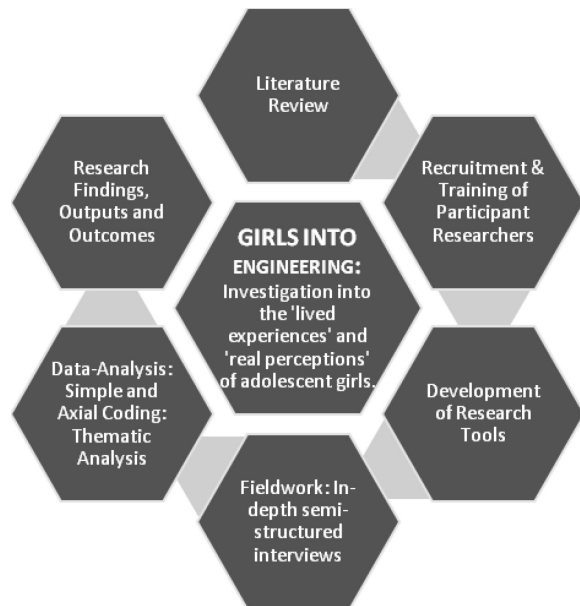 Literature
Review
Recruitment &
Training of
Participant
Researchers
Development
of Research
Tools
Fieldwork: In-
depth semi-
structured
interviews
Data-Analysis:
Simple and
Axial Coding:
Thematic
Analysis
Research
Findings,
Outputs and
Outcomes
GIRLS INTO
ENGINEERING:
Investigation into
the 'lived
experiences' and
'real perceptions'
of adolescent girls.